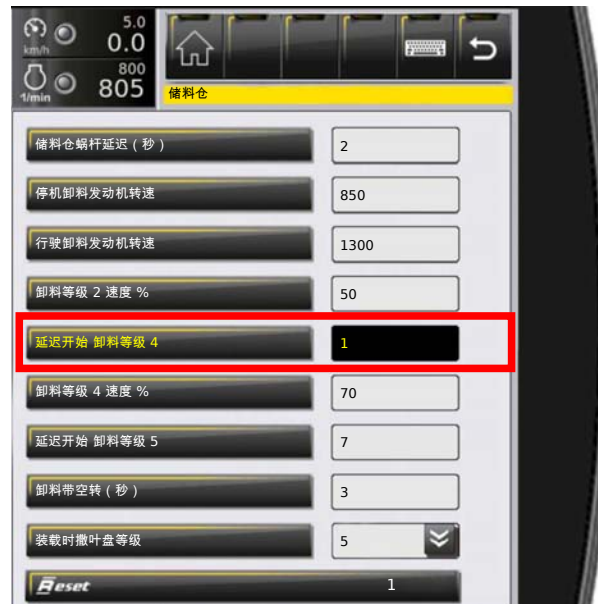 5.0
km/h 0.0
800
1/min 805
储料仓
储料仓蜗杆延迟（秒） 2
停机卸料发动机转速 850
行驶卸料发动机转速 1300
卸料等级 2 速度 % 50
延迟开始 卸料等级 4 1
卸料等级 4 速度 % 70
延迟开始 卸料等级 5 7
卸料带空转（秒） 3
装载时撒叶盘等级 5
Reset 1